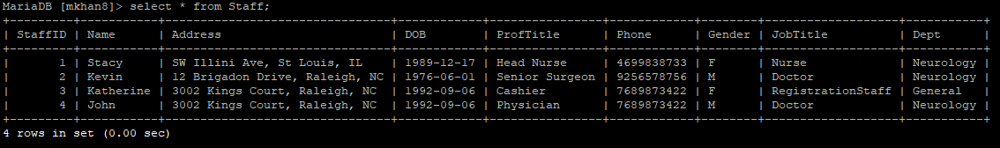 MariaDB [mkhan8]> select * from Staff;
+---------+-----------+------------------------------+------------+----------------+------------+--------+-------------------+-----------+
| StaffID | Name      | Address                      | DOB        | ProfTitle      | Phone      | Gender | JobTitle          | Dept      |
+---------+-----------+------------------------------+------------+----------------+------------+--------+-------------------+-----------+
|       1 | Stacy     | SW Illini Ave, St Louis, IL  | 1989-12-17 | Head Nurse     | 4699838733 | F      | Nurse             | Neurology |
|       2 | Kevin     | 12 Brigadon Drive, Raleigh, NC | 1976-06-01 | Senior Surgeon | 9256578756 | M      | Doctor            | Neurology |
|       3 | Katherine | 3002 Kings Court, Raleigh, NC | 1992-09-06 | Cashier        | 7689873422 | F      | RegistrationStaff | General   |
|       4 | John      | 3002 Kings Court, Raleigh, NC | 1992-09-06 | Physician      | 7689873422 | M      | Doctor            | Neurology |
+---------+-----------+------------------------------+------------+----------------+------------+--------+-------------------+-----------+
4 rows in set (0.00 sec)